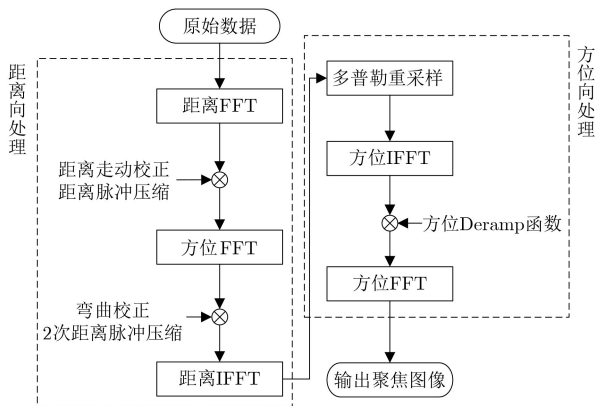 原始数据
距离向处理
距离FFT
距离走动校正
距离脉冲压缩
方位FFT
弯曲校正
2次距离脉冲压缩
距离IFFT
方位向处理
多普勒重采样
方位IFFT
方位Deramp函数
方位FFT
输出聚焦图像